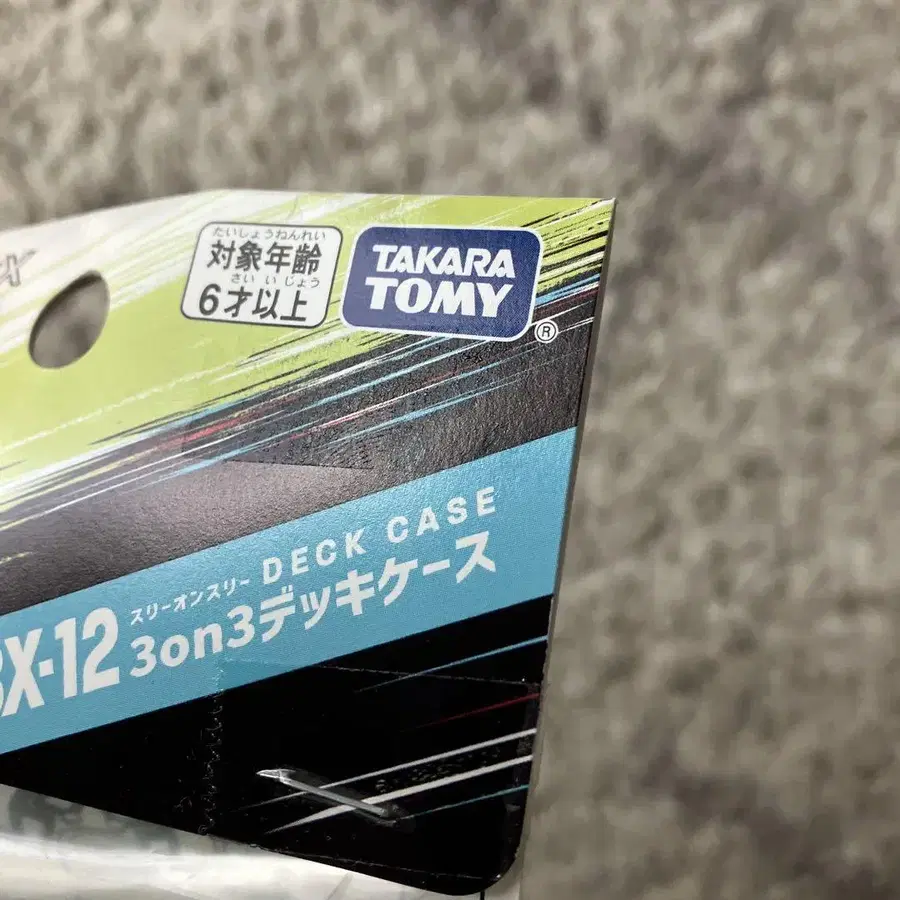 たいしょうねんれい
対象年齢
さい いじょう
6才以上
TAKARA
TOMY
®
DECK CASE
スリーオンスリー
BX-12 3on3デッキケース